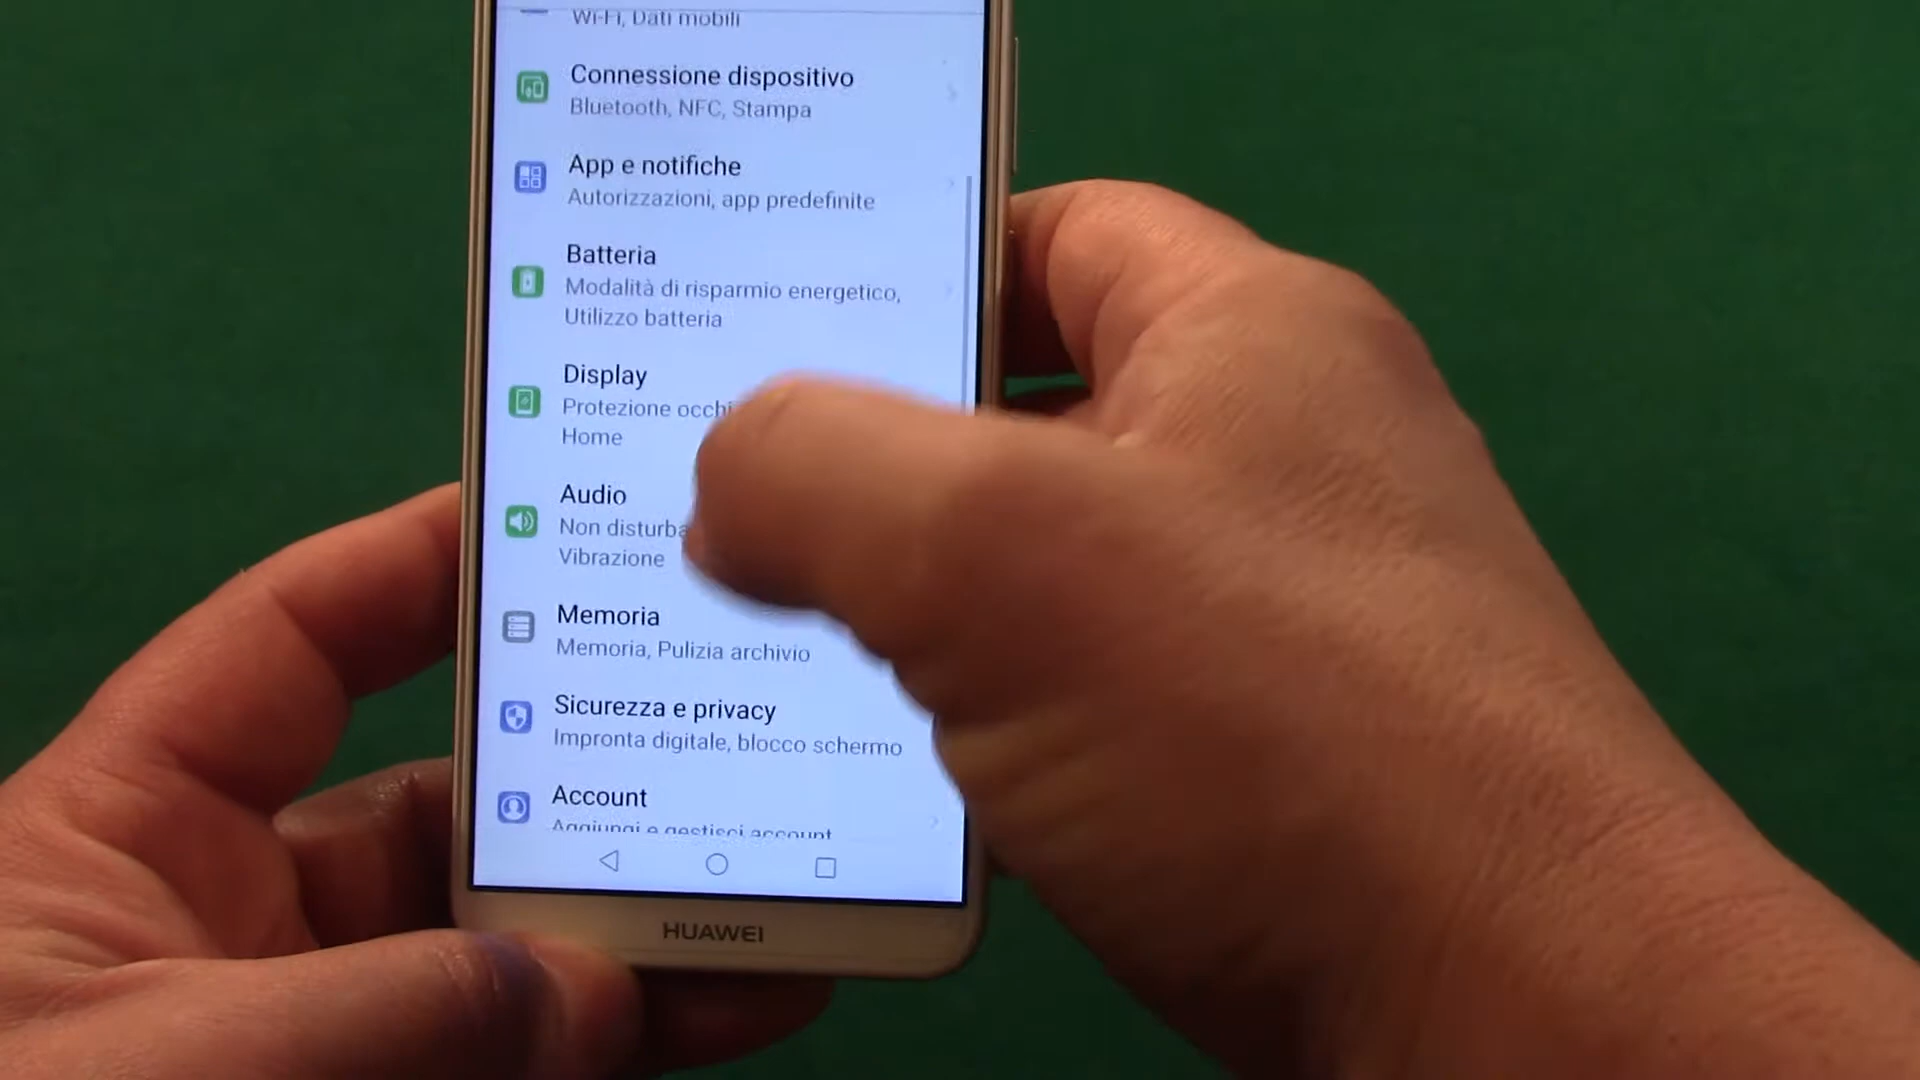 Wi-Fi, Dati mobili
Connessione dispositivo
Bluetooth, NFC, Stampa
App e notifiche
Autorizzazioni, app predefinite
Batteria
Modalità di risparmio energetico,
Utilizzo batteria
Display
Protezione occhi
Home
Audio
Non disturba
Vibrazione
Memoria
Memoria, Pulizia archivio
Sicurezza e privacy
Impronta digitale, blocco schermo
Account
Aggiungi e gestisci account
HUAWEI